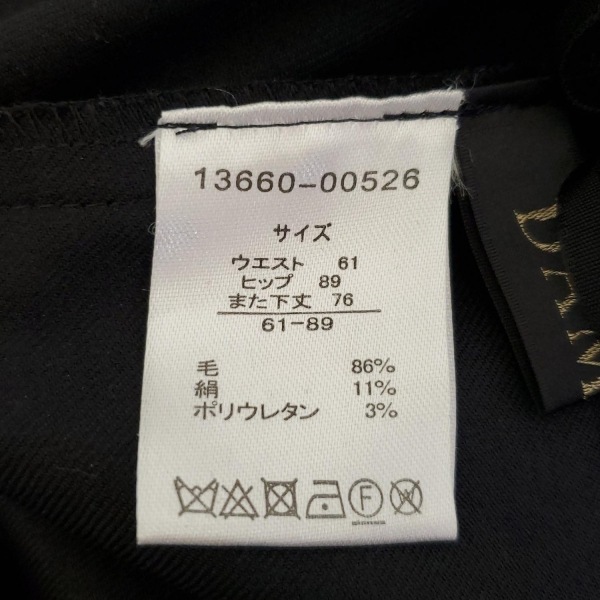 13660-00526
サイズ
ウエスト 61
ヒップ 89
また下丈 76
61-89
毛 86%
絹 11%
ポリウレタン 3%
F
W